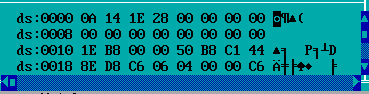 ds:0000 0A 14 1E 28 00 00 00 00 ◙¶▲(
ds:0008 00 00 00 00 00 00 00 00
ds:0010 1E B8 00 00 50 B8 C1 44 ▲╕  P╕┴D
ds:0018 8E D8 C6 06 04 00 00 C6 Ä╪╞♠♦  ╞